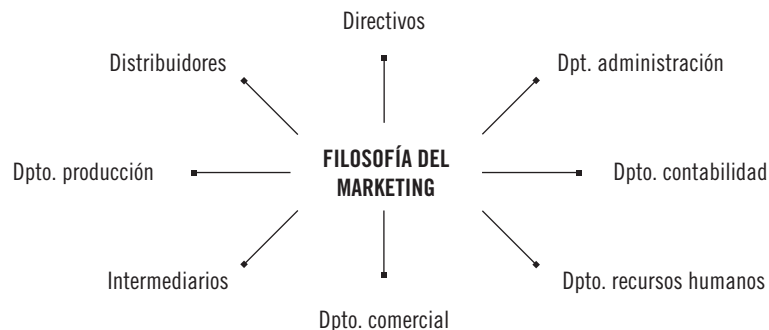 Directivos
Distribuidores
Dpt. administración
Dpto. producción
FILOSOFÍA DEL
MARKETING
Dpto. contabilidad
Intermediarios
Dpto. recursos humanos
Dpto. comercial